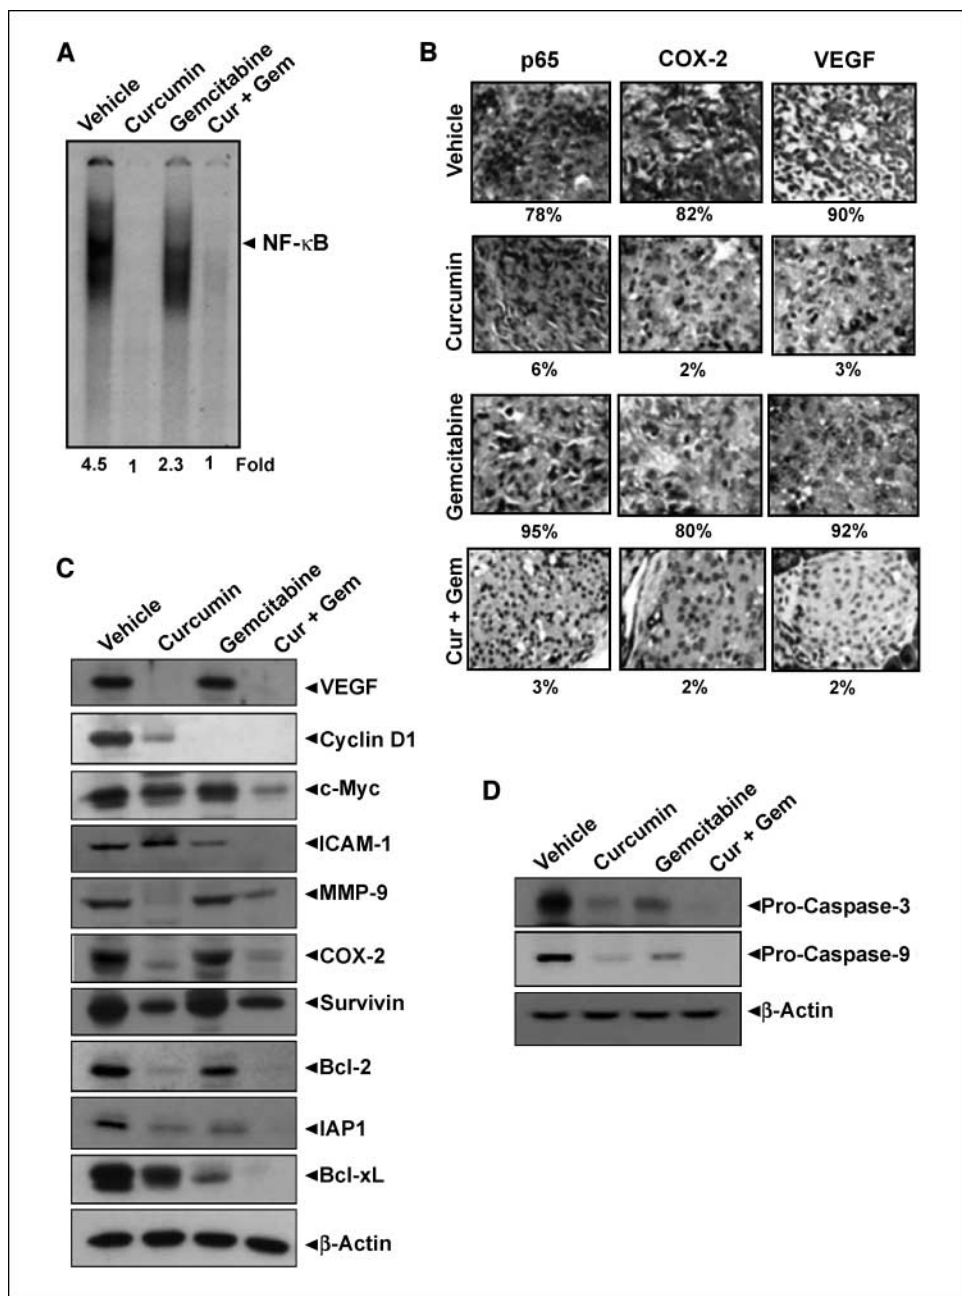 A
Vehicle
Curcumin
Gemcitabine
Cur + Gem
NF-κB
4.5 1 2.3 1 Fold
B
p65 COX-2 VEGF
Vehicle
78% 82% 90%
Curcumin
6% 2% 3%
Gemcitabine
95% 80% 92%
Cur + Gem
3% 2% 2%
C
Vehicle
Curcumin
Gemcitabine
Cur + Gem
VEGF
Cyclin D1
c-Myc
ICAM-1
MMP-9
COX-2
Survivin
Bcl-2
IAP1
Bcl-xL
β-Actin
D
Vehicle
Curcumin
Gemcitabine
Cur + Gem
Pro-Caspase-3
Pro-Caspase-9
β-Actin